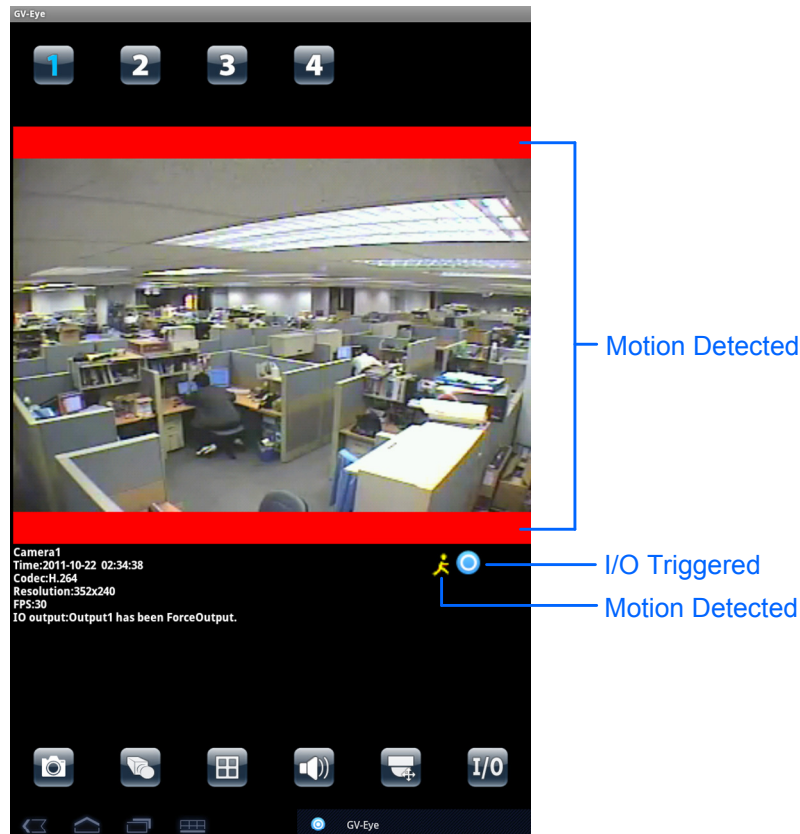 GV-Eye
1 2 3 4
Motion Detected
Camera1
Time:2011-10-22 02:34:38
Codec:H.264
Resolution:352x240
FPS:30
IO output:Output1 has been ForceOutput.
I/O Triggered
Motion Detected
I/O
GV-Eye